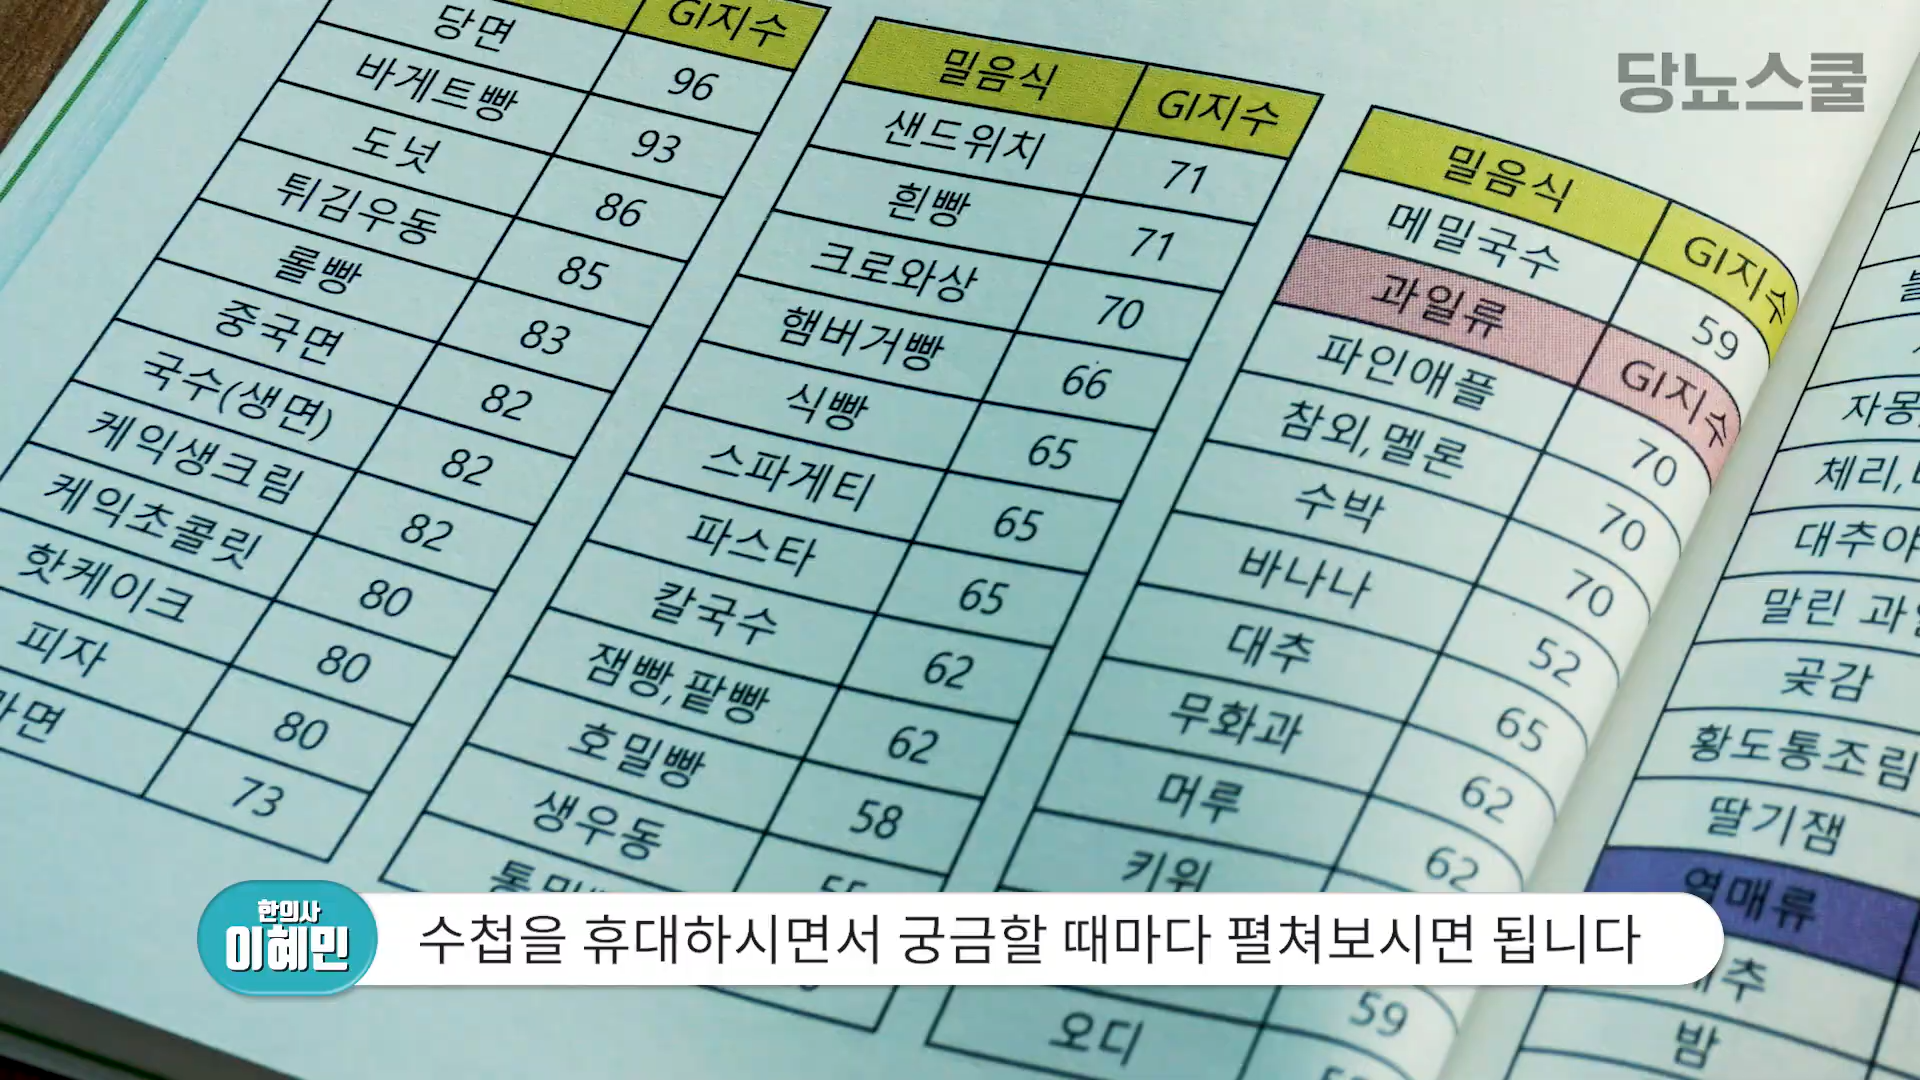 당뇨스쿨
GI지수
당면 96
바게트빵 93
도넛 86
튀김우동 85
롤빵 83
중국면 82
국수(생면) 82
케익생크림 82
케익초콜릿 80
핫케이크 80
피자 80
73
밀음식 GI지수
샌드위치 71
흰빵 71
크로와상 70
햄버거빵 66
식빵 65
스파게티 65
파스타 65
칼국수 62
잼빵,팥빵 62
호밀빵 58
생우동
밀음식 GI지수
메밀국수 59
과일류 GI지수
파인애플 70
참외,멜론 70
수박 70
바나나 52
대추 65
무화과 62
머루 62
키위
59
오디
자몽
체리,
대추야
말린
곶감
황도통조림
딸기잼
열매류
밤
한의사
이혜민
수첩을 휴대하시면서 궁금할 때마다 펼쳐보시면 됩니다